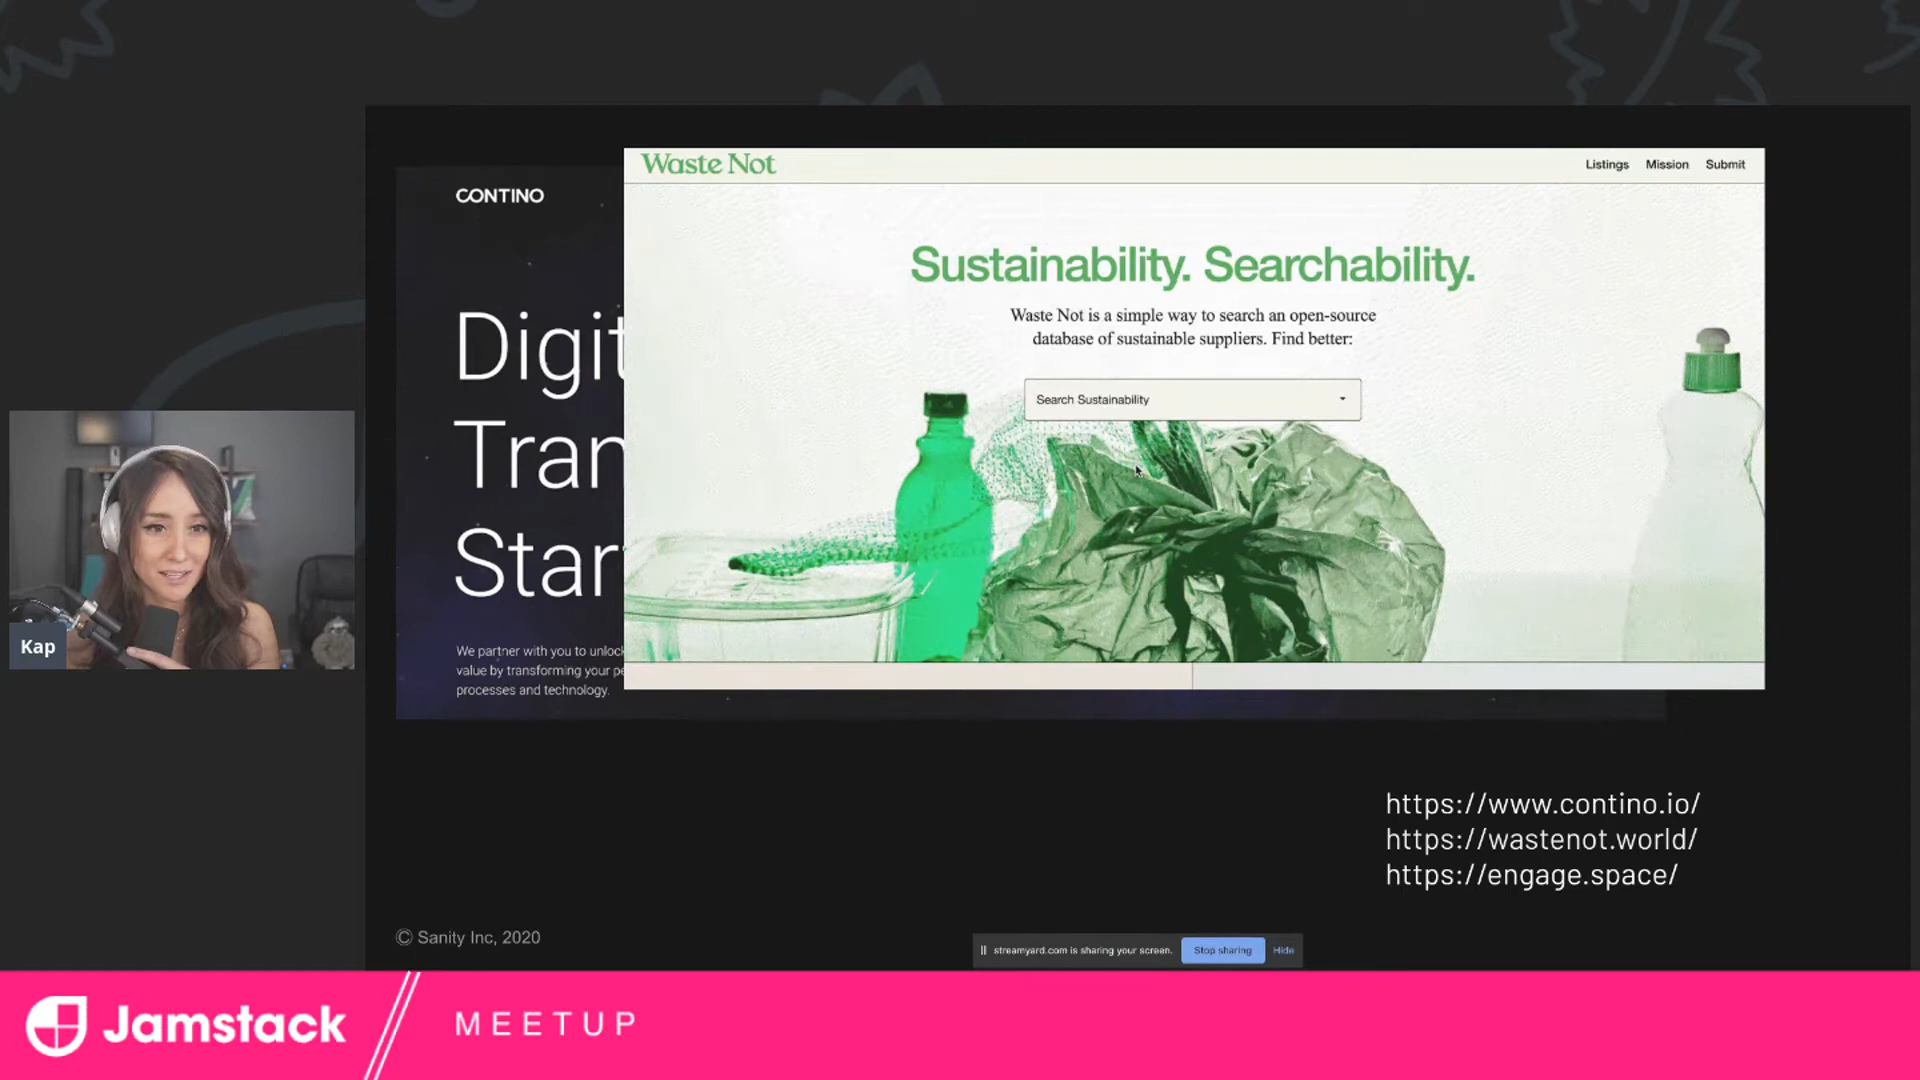 Waste Not
Listings Mission Submit
CONTINO
Sustainability. Searchability.
Waste Not is a simple way to search an open-source
database of sustainable suppliers. Find better:
Search Sustainability
Digit
Tran
Star
We partner with you to unlock
value by transforming your pe
processes and technology.
Kap
https://www.contino.io/
https://wastenot.world/
https://engage.space/
© Sanity Inc, 2020
streamyard.com is sharing your screen. Stop sharing Hide
Jamstack
MEETUP